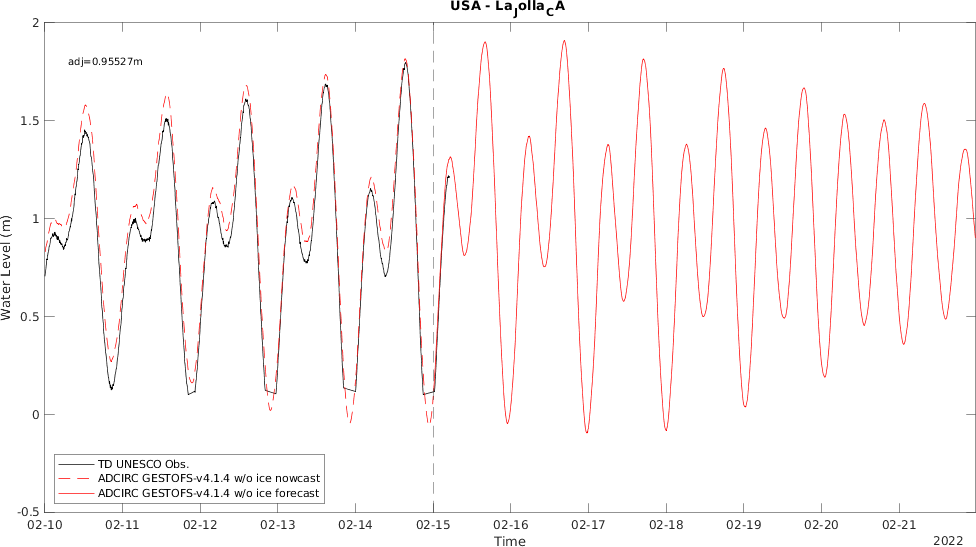 USA - LaJollaCA
adj=0.95527m
2
1.5
1
0.5
0
-0.5
Water Level (m)
TD UNESCO Obs.
ADCIRC GESTOFS-v4.1.4 w/o ice nowcast
ADCIRC GESTOFS-v4.1.4 w/o ice forecast
02-10 02-11 02-12 02-13 02-14 02-15 02-16 02-17 02-18 02-19 02-20 02-21
Time
2022